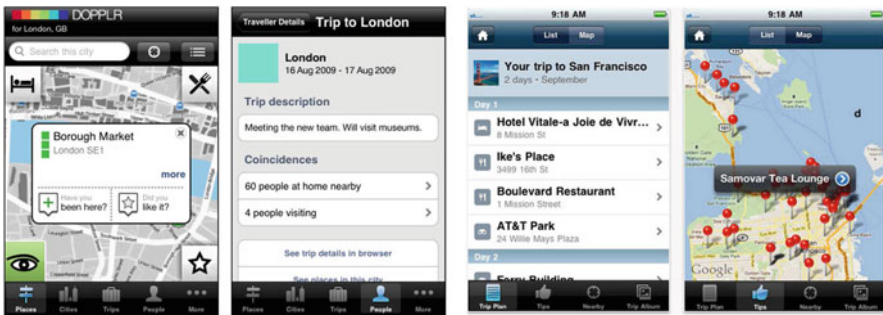 DOPPLR
for London, GB
Search this city
Borough Market
London SE1
more
Have you
been here?
Did you
like it?
Places
Cities
Trips
People
More
Traveller Details
Trip to London
London
16 Aug 2009 - 17 Aug 2009
Trip description
Meeting the new team. Will visit museums.
Coincidences
60 people at home nearby
4 people visiting
See trip details in browser
See places in this city
Places
Cities
Trips
People
More
9:18 AM
List
Map
Your trip to San Francisco
2 days • September
Day 1
Hotel Vitale-a Joie de Vivr...
8 Mission St
Ike's Place
3499 16th St
Boulevard Restaurant
1 Mission Street
AT&T Park
24 Willie Mays Plaza
Day 2
Ferry Building
Trip Plan
Tips
Nearby
Trip Album
9:18 AM
List
Map
Samovar Tea Lounge
Google
Trip Plan
Tips
Nearby
Trip Album